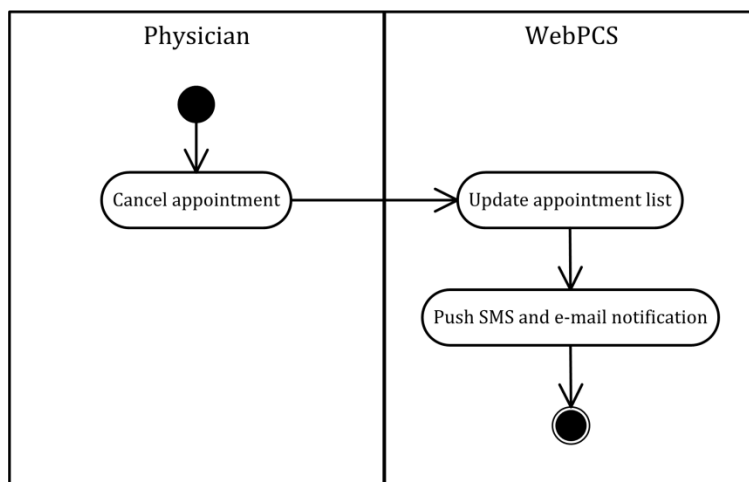 Physician
WebPCS
Cancel appointment
Update appointment list
Push SMS and e-mail notification